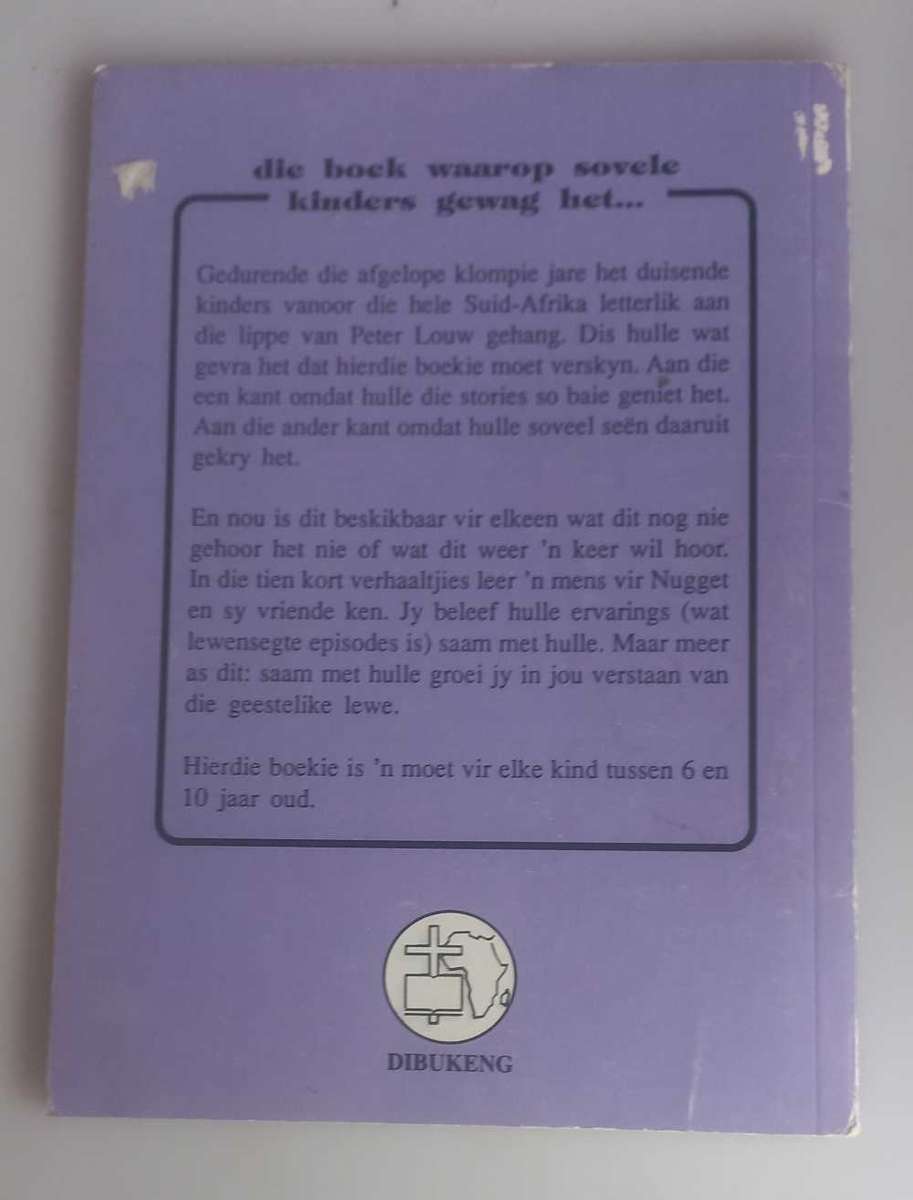 die boek waarop sovele
kinders gewag het...
Gedurende die afgelope klompie jare het duisende
kinders vanoor die hele Suid-Afrika letterlik aan
die lippe van Peter Louw gehang. Dis hulle wat
gevra het dat hierdie boekie moet verskyn. Aan die
een kant omdat hulle die stories so baie geniet het.
Aan die ander kant omdat hulle soveel seën daaruit
gekry het.
En nou is dit beskikbaar vir elkeen wat dit nog nie
gehoor het nie of wat dit weer 'n keer wil hoor.
In die tien kort verhaaltjies leer 'n mens vir Nugget
en sy vriende ken. Jy beleef hulle ervarings (wat
lewensegte episodes is) saam met hulle. Maar meer
as dit: saam met hulle groei jy in jou verstaan van
die geestelike lewe.
Hierdie boekie is 'n moet vir elke kind tussen 6 en
10 jaar oud.
DIBUKENG